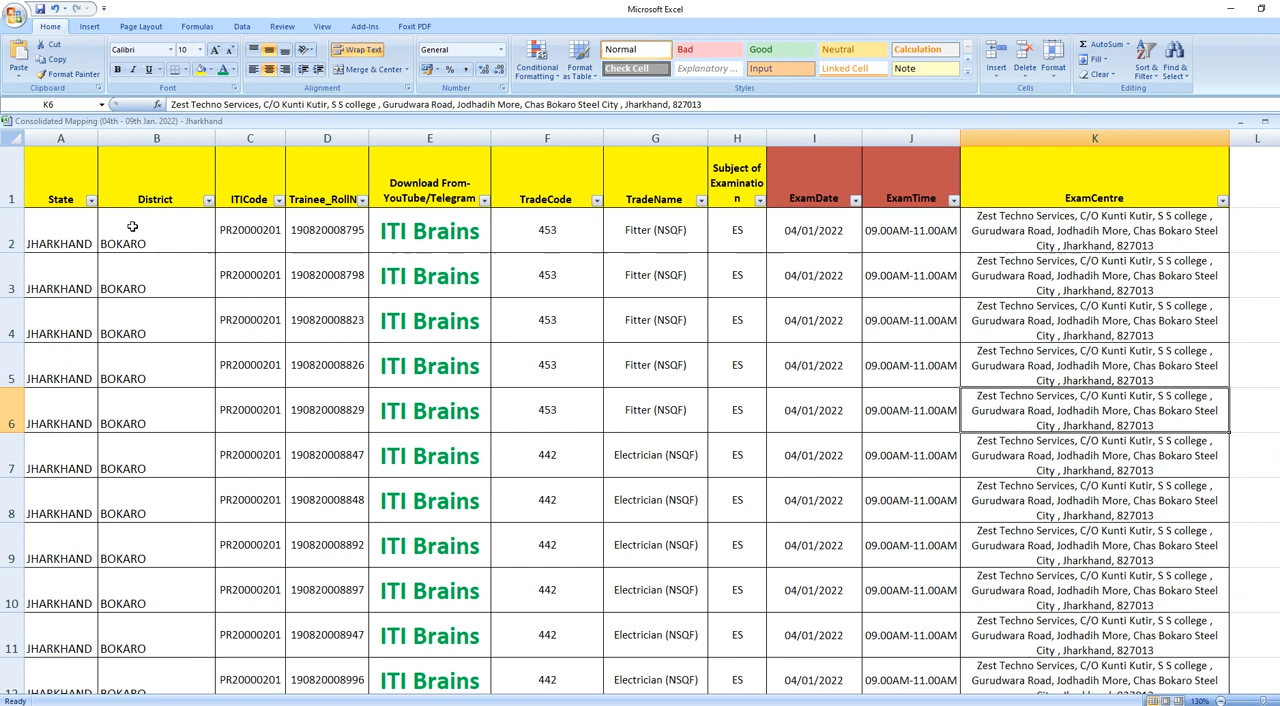 Microsoft Excel
Home Insert Page Layout Formulas Data Review View Add-Ins Foxit PDF
Paste
Cut
Copy
Format Painter
Clipboard
Calibri 10
B I U
Font
Wrap Text
Merge & Center
Alignment
General
Number
Conditional Formatting
Format as Table
Normal Bad Good Neutral Calculation
Check Cell Explanatory ... Input Linked Cell Note
Styles
Insert Delete Format
Cells
AutoSum
Fill
Clear
Sort & Filter
Find & Select
Editing
K6 fx Zest Techno Services, C/O Kunti Kutir, S S college , Gurudwara Road, Jodhadih More, Chas Bokaro Steel City , Jharkhand, 827013
Consolidated Mapping (04th - 09th Jan. 2022) - Jharkhand
A B C D E F G H I J K L
1 State District ITICode Trainee_RollN Download From-YouTube/Telegram TradeCode TradeName Subject of Examination ExamDate ExamTime ExamCentre
2 JHARKHAND BOKARO PR20000201 190820008795 ITI Brains 453 Fitter (NSQF) ES 04/01/2022 09.00AM-11.00AM Zest Techno Services, C/O Kunti Kutir, S S college , Gurudwara Road, Jodhadih More, Chas Bokaro Steel City , Jharkhand, 827013
3 JHARKHAND BOKARO PR20000201 190820008798 ITI Brains 453 Fitter (NSQF) ES 04/01/2022 09.00AM-11.00AM Zest Techno Services, C/O Kunti Kutir, S S college , Gurudwara Road, Jodhadih More, Chas Bokaro Steel City , Jharkhand, 827013
4 JHARKHAND BOKARO PR20000201 190820008823 ITI Brains 453 Fitter (NSQF) ES 04/01/2022 09.00AM-11.00AM Zest Techno Services, C/O Kunti Kutir, S S college , Gurudwara Road, Jodhadih More, Chas Bokaro Steel City , Jharkhand, 827013
5 JHARKHAND BOKARO PR20000201 190820008826 ITI Brains 453 Fitter (NSQF) ES 04/01/2022 09.00AM-11.00AM Zest Techno Services, C/O Kunti Kutir, S S college , Gurudwara Road, Jodhadih More, Chas Bokaro Steel City , Jharkhand, 827013
6 JHARKHAND BOKARO PR20000201 190820008829 ITI Brains 453 Fitter (NSQF) ES 04/01/2022 09.00AM-11.00AM Zest Techno Services, C/O Kunti Kutir, S S college , Gurudwara Road, Jodhadih More, Chas Bokaro Steel City , Jharkhand, 827013
7 JHARKHAND BOKARO PR20000201 190820008847 ITI Brains 442 Electrician (NSQF) ES 04/01/2022 09.00AM-11.00AM Zest Techno Services, C/O Kunti Kutir, S S college , Gurudwara Road, Jodhadih More, Chas Bokaro Steel City , Jharkhand, 827013
8 JHARKHAND BOKARO PR20000201 190820008848 ITI Brains 442 Electrician (NSQF) ES 04/01/2022 09.00AM-11.00AM Zest Techno Services, C/O Kunti Kutir, S S college , Gurudwara Road, Jodhadih More, Chas Bokaro Steel City , Jharkhand, 827013
9 JHARKHAND BOKARO PR20000201 190820008892 ITI Brains 442 Electrician (NSQF) ES 04/01/2022 09.00AM-11.00AM Zest Techno Services, C/O Kunti Kutir, S S college , Gurudwara Road, Jodhadih More, Chas Bokaro Steel City , Jharkhand, 827013
10 JHARKHAND BOKARO PR20000201 190820008897 ITI Brains 442 Electrician (NSQF) ES 04/01/2022 09.00AM-11.00AM Zest Techno Services, C/O Kunti Kutir, S S college , Gurudwara Road, Jodhadih More, Chas Bokaro Steel City , Jharkhand, 827013
11 JHARKHAND BOKARO PR20000201 190820008947 ITI Brains 442 Electrician (NSQF) ES 04/01/2022 09.00AM-11.00AM Zest Techno Services, C/O Kunti Kutir, S S college , Gurudwara Road, Jodhadih More, Chas Bokaro Steel City , Jharkhand, 827013
12 JHARKHAND BOKARO PR20000201 190820008996 ITI Brains 442 Electrician (NSQF) ES 04/01/2022 09.00AM-11.00AM Zest Techno Services, C/O Kunti Kutir, S S college , Gurudwara Road, Jodhadih More, Chas Bokaro Steel
Ready 130%